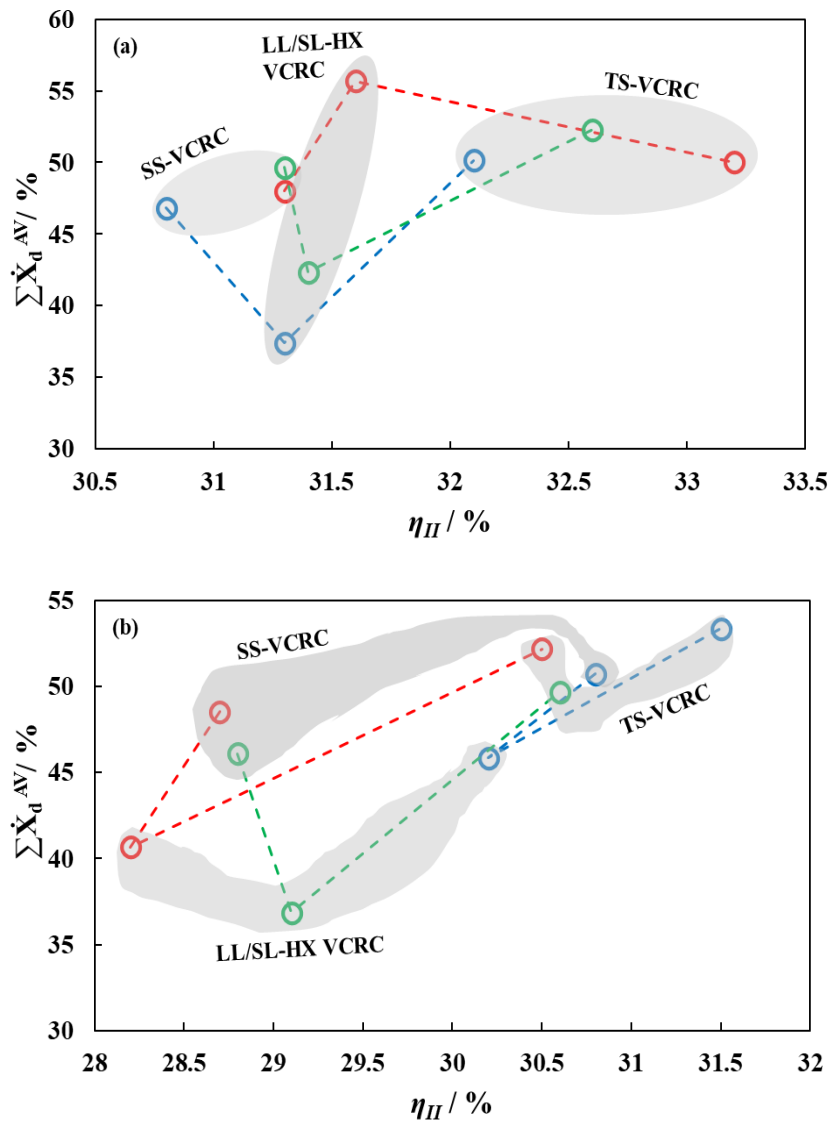 (a)
60
55
50
45
40
35
30
∑Ẋd AV/ %
SS-VCRC
LL/SL-HX
VCRC
TS-VCRC
30.5 31 31.5 32 32.5 33 33.5
ηII / %
(b)
55
50
45
40
35
30
∑Ẋd AV/ %
SS-VCRC
TS-VCRC
LL/SL-HX VCRC
28 28.5 29 29.5 30 30.5 31 31.5 32
ηII / %